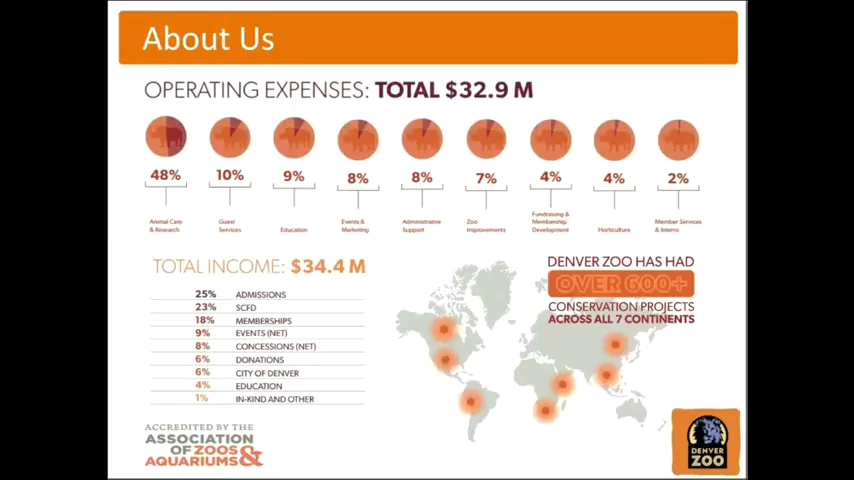 About Us
OPERATING EXPENSES: TOTAL $32.9 M
48% 10% 9% 8% 8% 7% 4% 4% 2%
Animal Care
& Research
Guest
Services
Education
Events &
Marketing
Administrative
Support
Zoo
Improvements
Fundraising &
Membership
Development
Horticulture
Member Services
& Interns
TOTAL INCOME: $34.4 M
25% ADMISSIONS
23% SCFD
18% MEMBERSHIPS
9% EVENTS (NET)
8% CONCESSIONS (NET)
6% DONATIONS
6% CITY OF DENVER
4% EDUCATION
1% IN-KIND AND OTHER
DENVER ZOO HAS HAD
OVER 600+
CONSERVATION PROJECTS
ACROSS ALL 7 CONTINENTS
ACCREDITED BY THE
ASSOCIATION
OF ZOOS
AQUARIUMS&
DENVER
ZOO